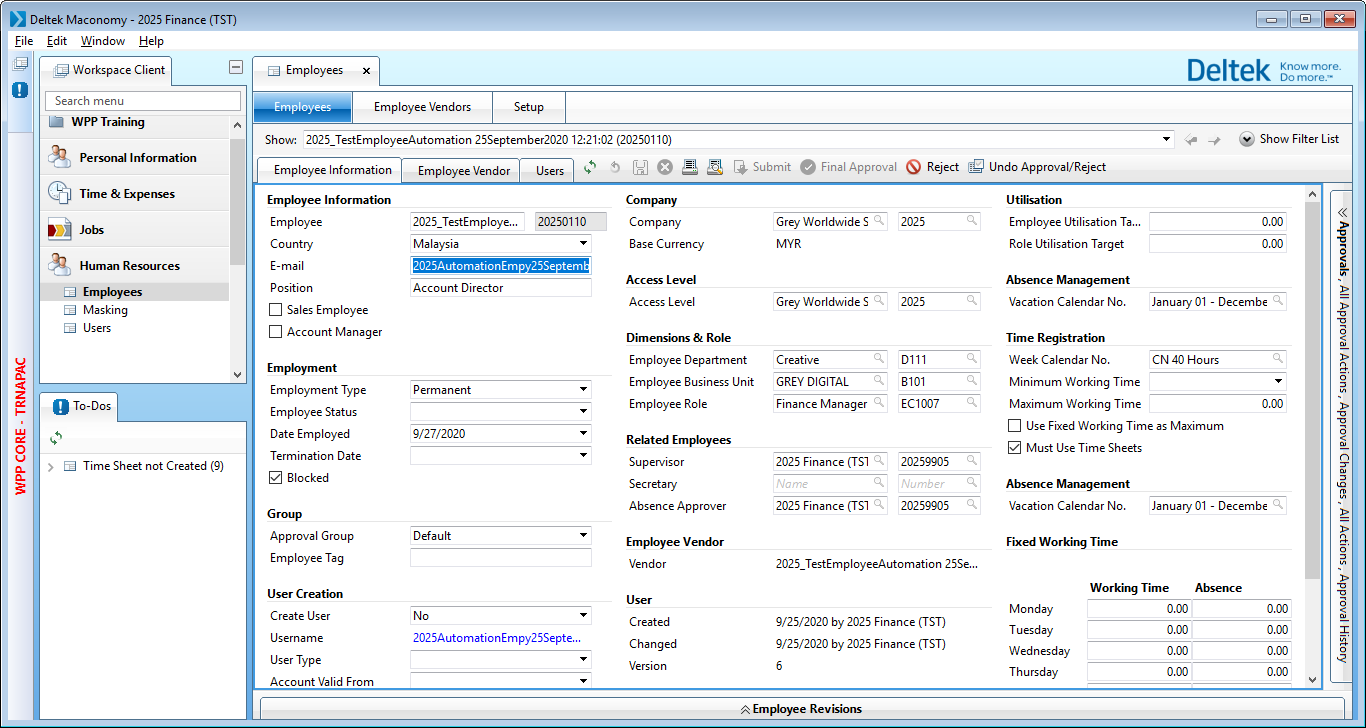 Deltek Maconomy - 2025 Finance (TST)
File Edit Window Help
Workspace Client
Search menu
WPP Training
Personal Information
Time & Expenses
Jobs
Human Resources
Employees
Masking
Users
To-Dos
Time Sheet not Created (9)
WPP CORE - TRNAPAC
Employees
Deltek Know more.
Do more.™
Employees Employee Vendors Setup
Show: 2025_TestEmployeeAutomation 25September2020 12:21:02 (20250110) Show Filter List
Employee Information Employee Vendor Users Submit Final Approval Reject Undo Approval/Reject
Employee Information
Employee 2025_TestEmploye... 20250110
Country Malaysia
E-mail 2025AutomationEmpy25Septemb
Position Account Director
Sales Employee
Account Manager
Employment
Employment Type Permanent
Employee Status
Date Employed 9/27/2020
Termination Date
Blocked
Group
Approval Group Default
Employee Tag
User Creation
Create User No
Username 2025AutomationEmpy25Septe...
User Type
Account Valid From
Company
Company Grey Worldwide S 2025
Base Currency MYR
Access Level
Access Level Grey Worldwide S 2025
Dimensions & Role
Employee Department Creative D111
Employee Business Unit GREY DIGITAL B101
Employee Role Finance Manager EC1007
Related Employees
Supervisor 2025 Finance (TST 20259905
Secretary Name Number
Absence Approver 2025 Finance (TST 20259905
Employee Vendor
Vendor 2025_TestEmployeeAutomation 25Se...
User
Created 9/25/2020 by 2025 Finance (TST)
Changed 9/25/2020 by 2025 Finance (TST)
Version 6
Utilisation
Employee Utilisation Ta... 0.00
Role Utilisation Target 0.00
Absence Management
Vacation Calendar No. January 01 - Decembe
Time Registration
Week Calendar No. CN 40 Hours
Minimum Working Time
Maximum Working Time 0.00
Use Fixed Working Time as Maximum
Must Use Time Sheets
Absence Management
Vacation Calendar No. January 01 - Decembe
Fixed Working Time
Working Time Absence
Monday 0.00 0.00
Tuesday 0.00 0.00
Wednesday 0.00 0.00
Thursday 0.00 0.00
Approvals, All Approval Actions, Approval Changes, All Actions, Approval History
Employee Revisions